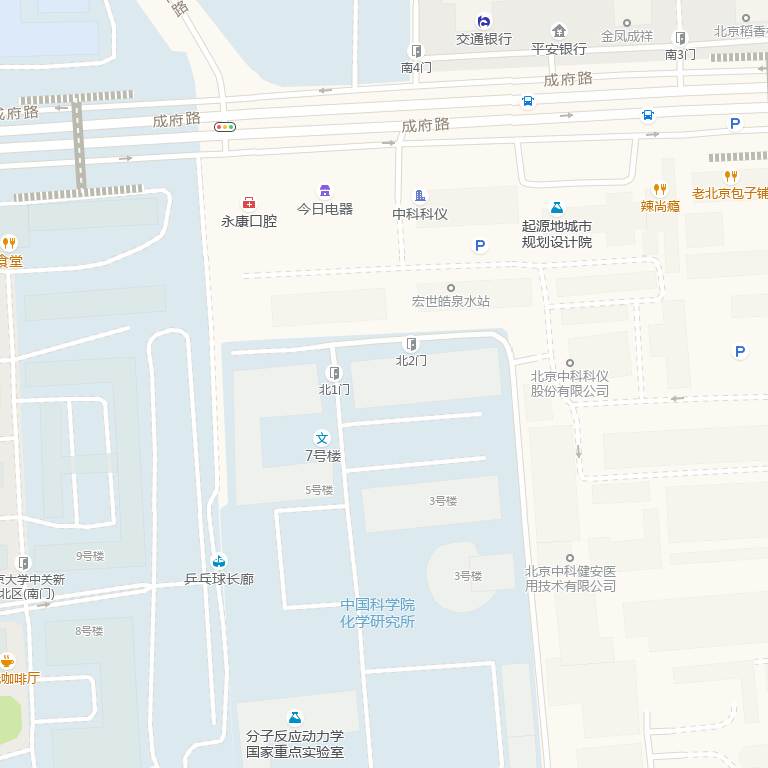 路
交通银行
平安银行
金凤成祥
北京稻香
南4门
南3门
成府路
成府路
成府路
成府路
P
永康口腔
今日电器
中科科仪
起源地城市
规划设计院
辣尚瘾
老北京包子铺
P
食堂
宏世皓泉水站
北2门
北1门
P
北京中科科仪
股份有限公司
文
7号楼
5号楼
3号楼
9号楼
京大学中关新
北区(南门)
乒乓球长廊
3号楼
北京中科健安医
用技术有限公司
中国科学院
化学研究所
8号楼
咖啡厅
分子反应动力学
国家重点实验室